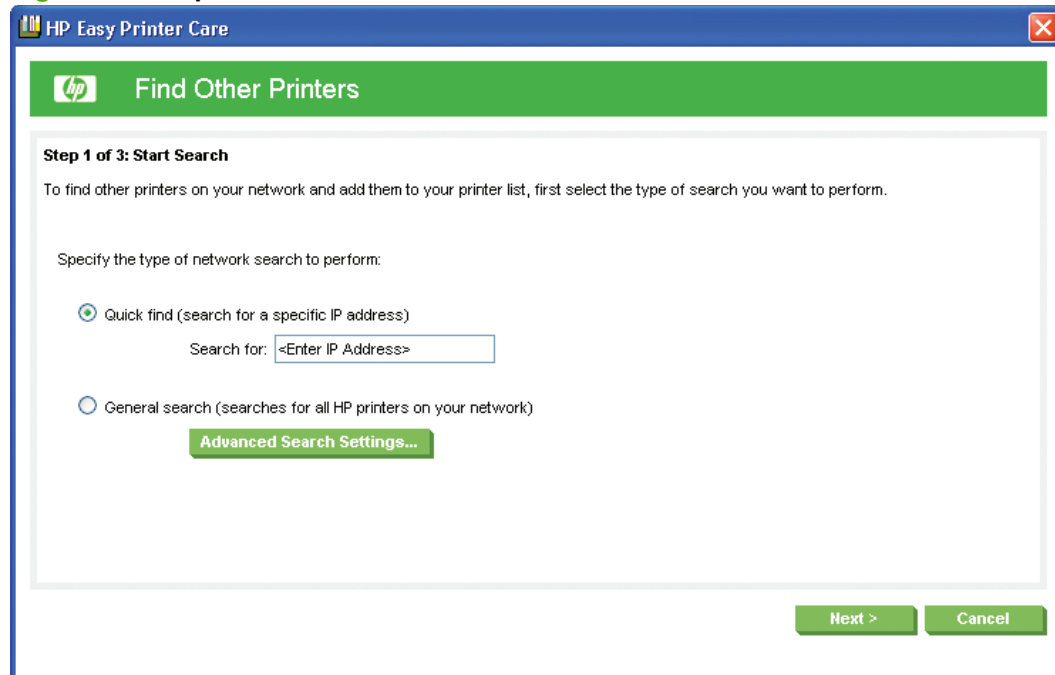 HP Easy Printer Care
hp Find Other Printers
Step 1 of 3: Start Search
To find other printers on your network and add them to your printer list, first select the type of search you want to perform.
Specify the type of network search to perform:
Quick find (search for a specific IP address)
Search for: <Enter IP Address>
General search (searches for all HP printers on your network)
Advanced Search Settings...
Next > Cancel